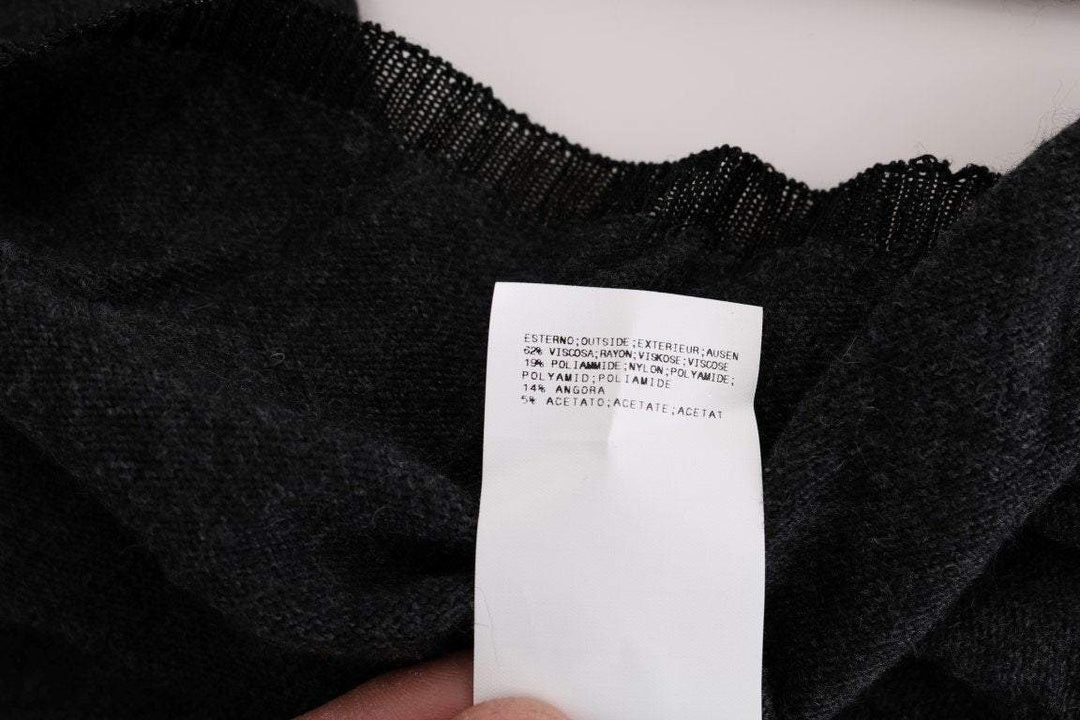 ESTERNO;OUTSIDE;EXTERIEUR;AUSEN
62% VISCOSA;RAYON;VISKOSE;VISCOSE
19% POLIAMMIDE;NYLON;POLYAMIDE;
POLYAMID;POLIAMIDE
14% ANGORA
5% ACETATO;ACETATE;ACETAT